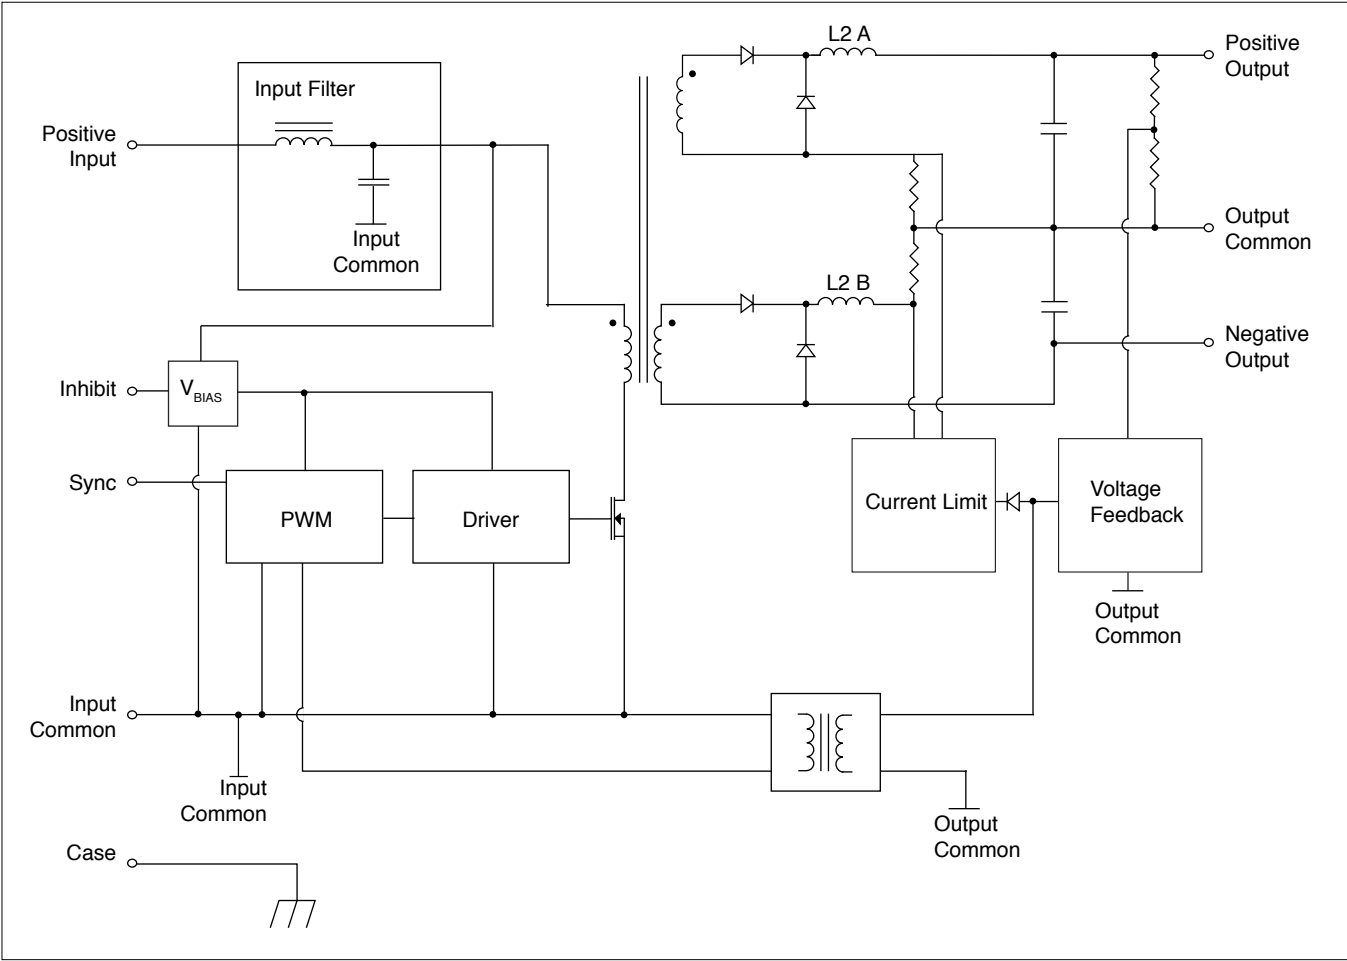 L2 A
Positive
Output
Input Filter
Positive
Input
Input
Common
Output
Common
L2 B
Negative
Output
Inhibit
VBIAS
Sync
PWM
Driver
Current Limit
Voltage
Feedback
Output
Common
Input
Common
Input
Common
Output
Common
Case